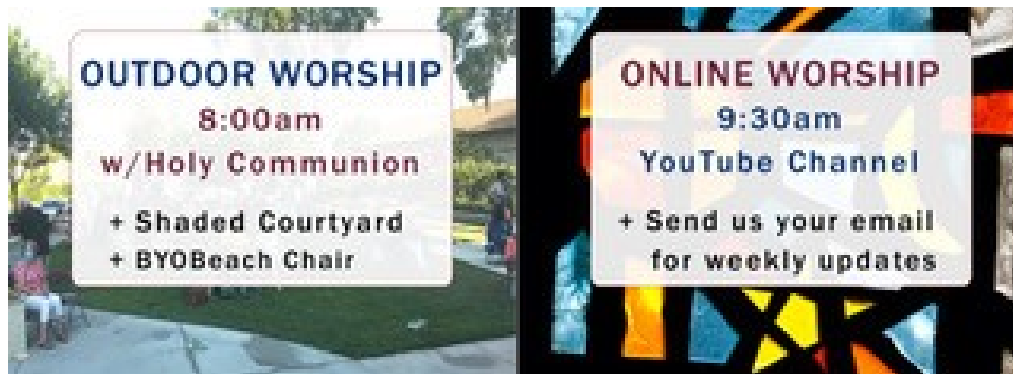 OUTDOOR WORSHIP
8:00am
w/Holy Communion
+ Shaded Courtyard
+ BYOBeach Chair
ONLINE WORSHIP
9:30am
YouTube Channel
+ Send us your email
for weekly updates